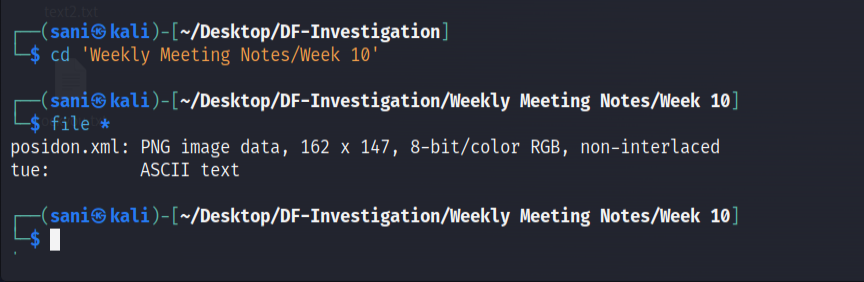 text2.txt
┌──(sani㉿kali)-[~/Desktop/DF-Investigation]
└─$ cd 'Weekly Meeting Notes/Week 10'
┌──(sani㉿kali)-[~/Desktop/DF-Investigation/Weekly Meeting Notes/Week 10]
└─$ file *
posidon.xml: PNG image data, 162 x 147, 8-bit/color RGB, non-interlaced
tue:         ASCII text
┌──(sani㉿kali)-[~/Desktop/DF-Investigation/Weekly Meeting Notes/Week 10]
└─$